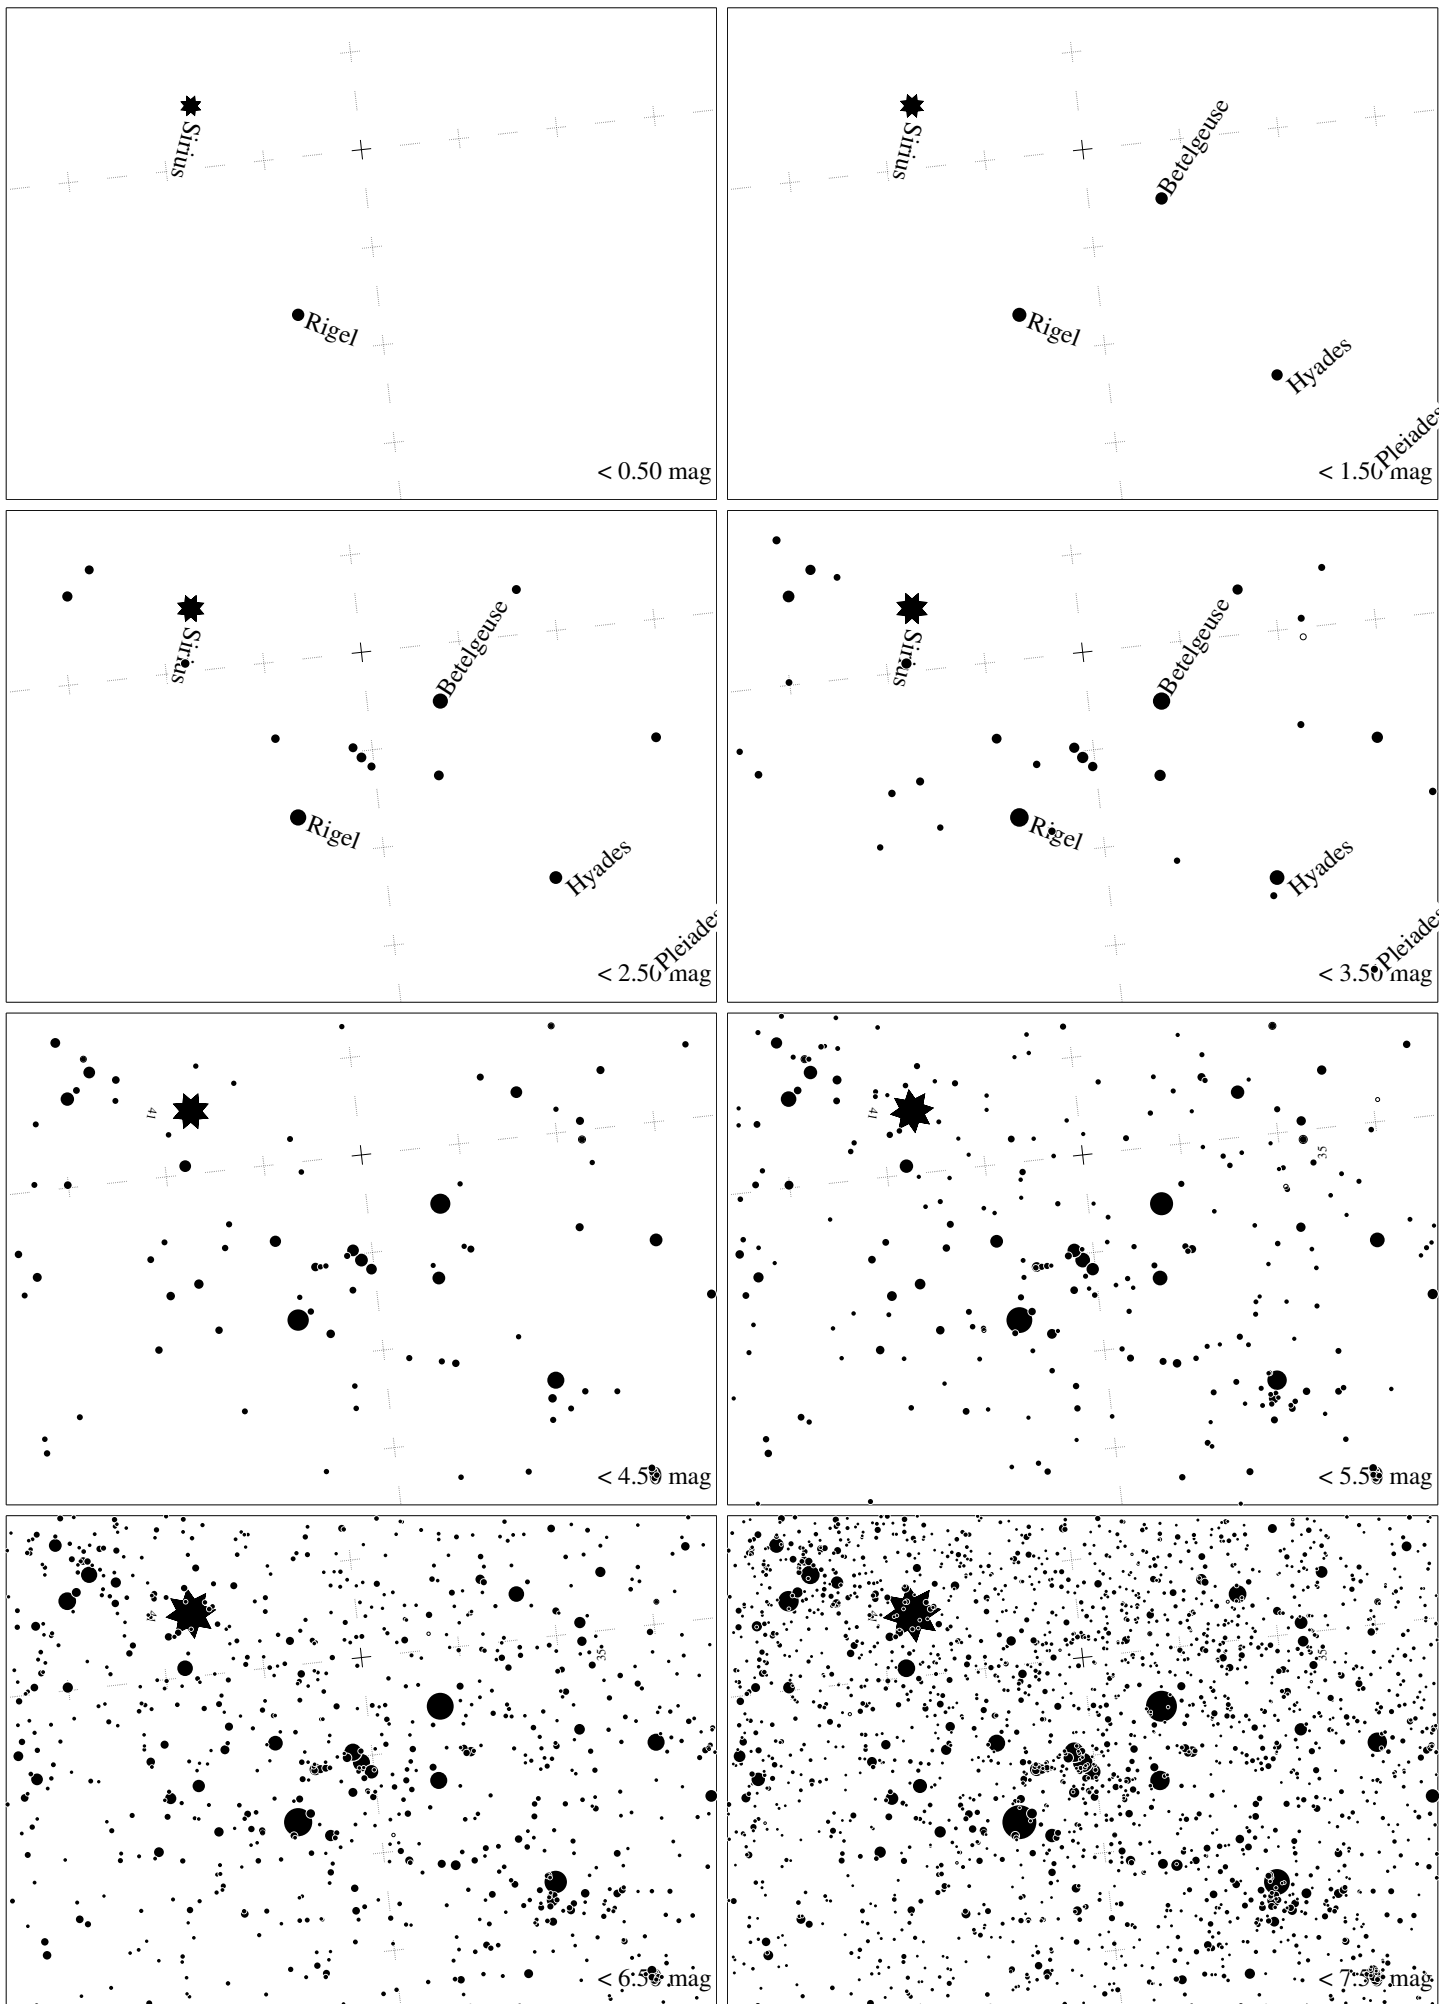 Sirius
Rigel
< 0.50 mag
Sirius
Betelgeuse
Rigel
Hyades
Pleiades
< 1.50 mag
Sirius
Betelgeuse
Rigel
Hyades
Pleiades
< 2.50 mag
Sirius
Betelgeuse
Rigel
Hyades
Pleiades
< 3.50 mag
41
< 4.50 mag
41
35
< 5.50 mag
35
< 6.50 mag
35
< 7.50 mag